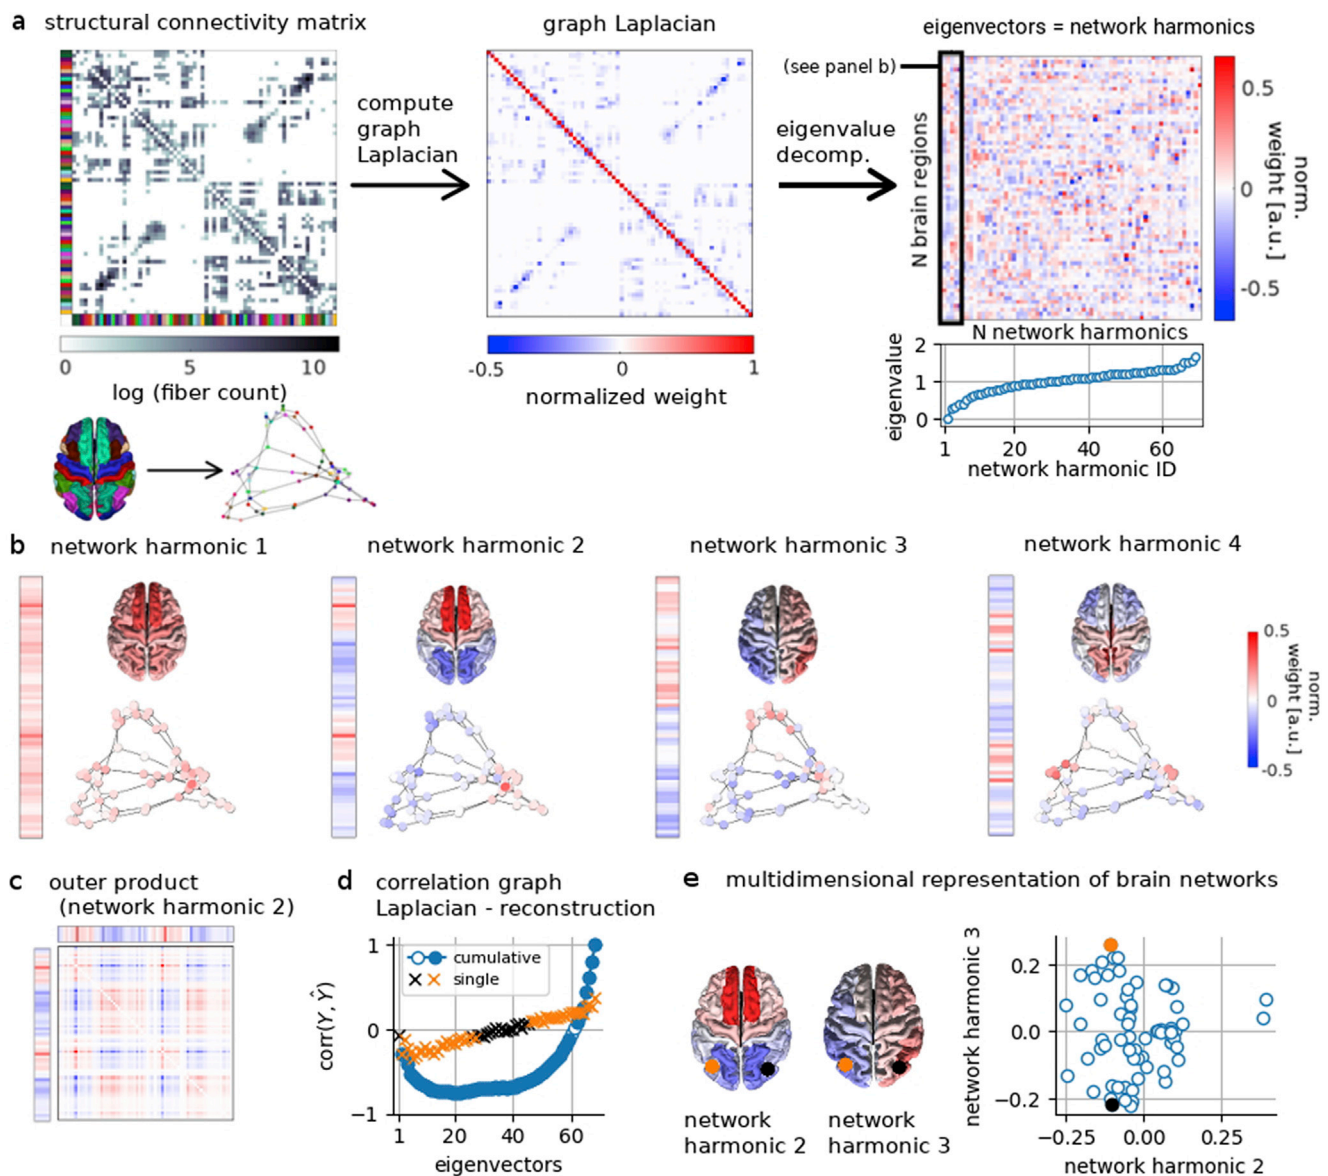 a structural connectivity matrix
graph Laplacian
eigenvectors = network harmonics
(see panel b)
compute
graph
Laplacian
eigenvalue
decomp.
N brain regions
0.5
0
-0.5
norm.
weight [a.u.]
N network harmonics
0 5 10
log (fiber count)
-0.5 0 1
normalized weight
eigenvalue
2
1
0
1 20 40 60
network harmonic ID
b network harmonic 1
network harmonic 2
network harmonic 3
network harmonic 4
0.5
0
-0.5
norm.
weight [a.u.]
c outer product
(network harmonic 2)
d correlation graph
Laplacian - reconstruction
corr(Y, Ŷ)
1
0
−1
cumulative
single
1 20 40 60
eigenvectors
e multidimensional representation of brain networks
network
harmonic 2
network
harmonic 3
network harmonic 3
0.2
0.0
−0.2
−0.25 0.00 0.25
network harmonic 2